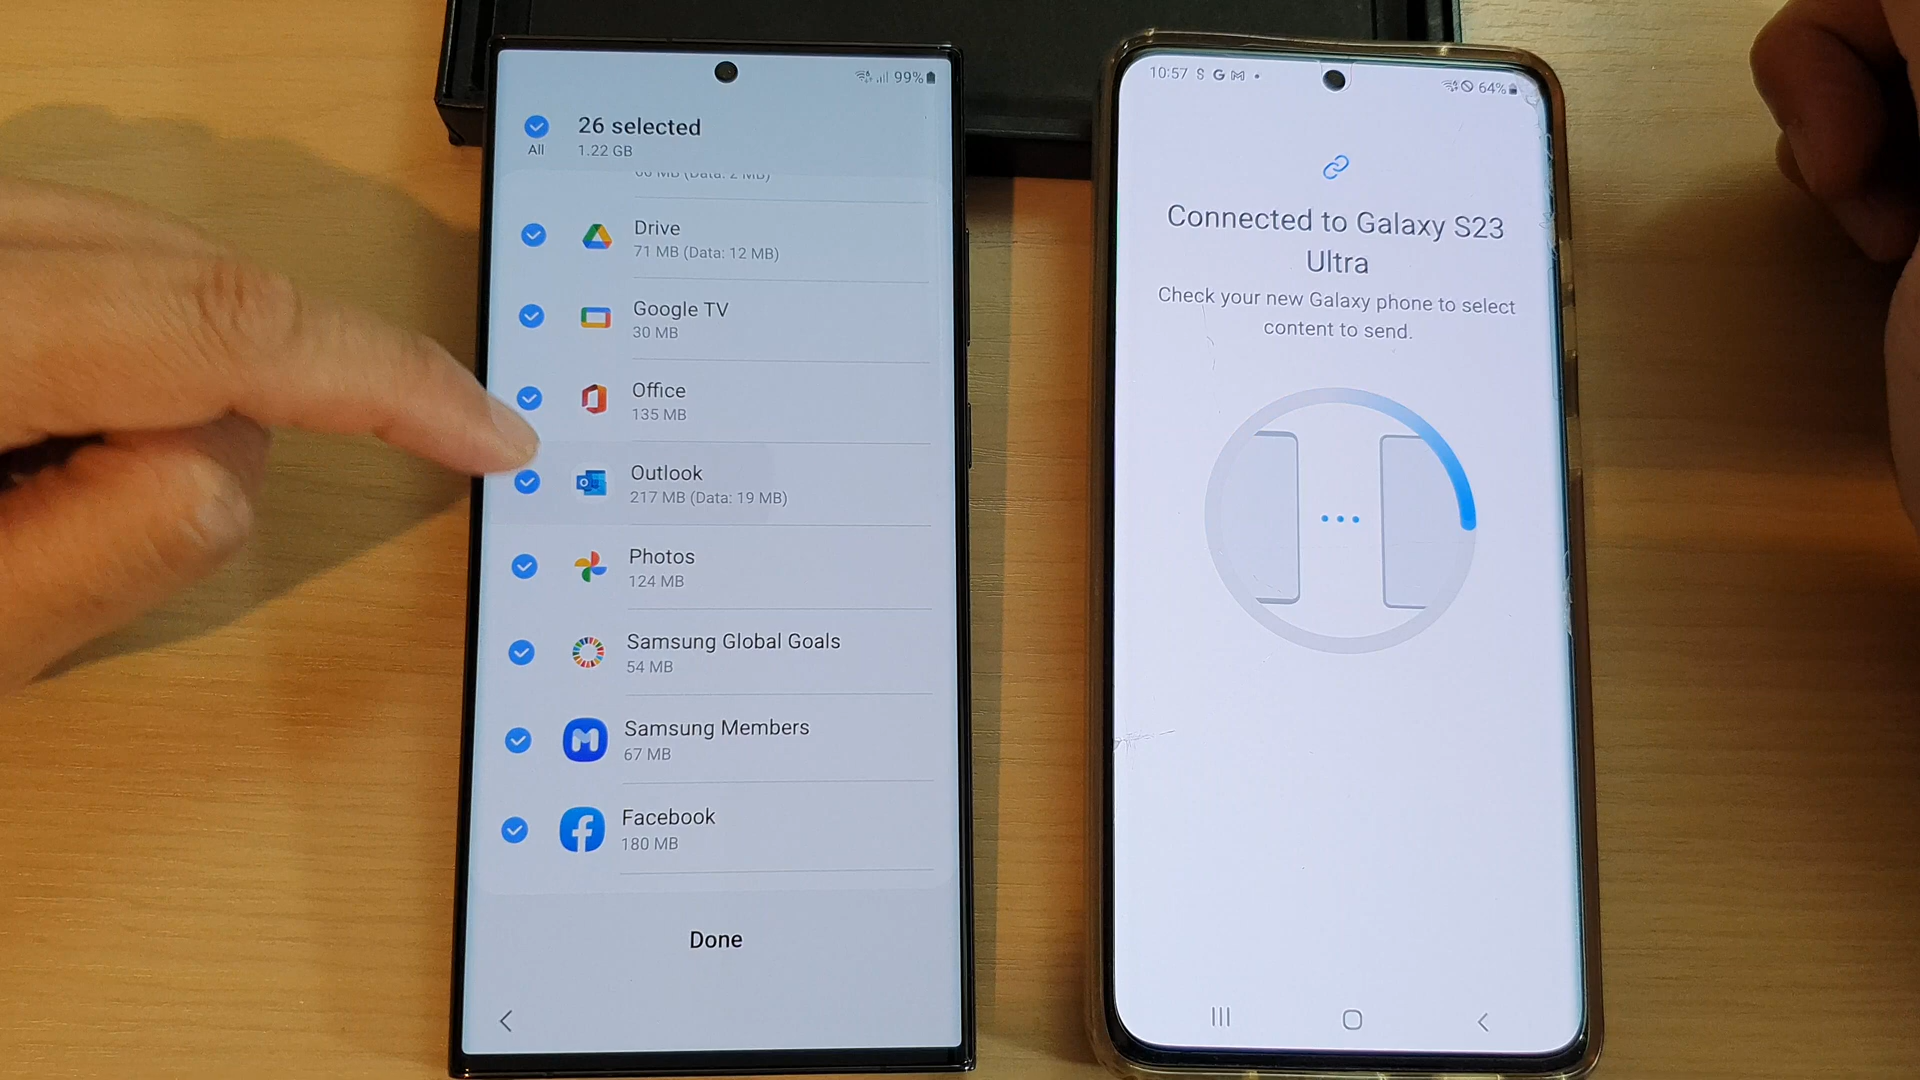 99%
26 selected
All
1.22 GB
Drive
71 MB (Data: 12 MB)
Google TV
30 MB
Office
135 MB
Outlook
217 MB (Data: 19 MB)
Photos
124 MB
Samsung Global Goals
54 MB
Samsung Members
67 MB
Facebook
180 MB
Done
10:57
64%
Connected to Galaxy S23
Ultra
Check your new Galaxy phone to select
content to send.